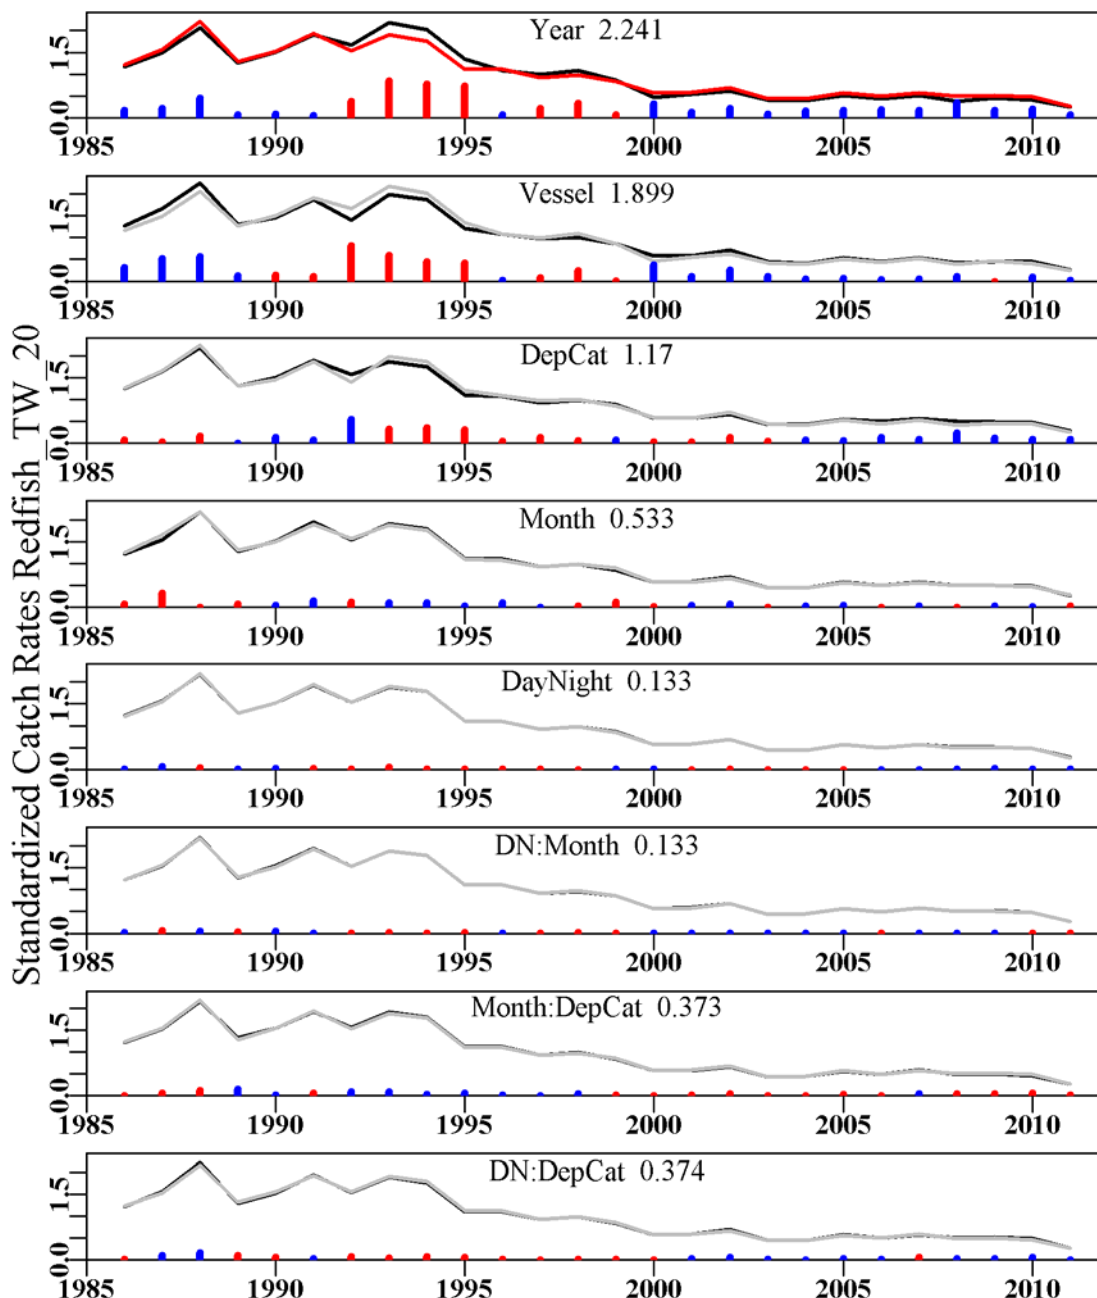 Standardized Catch Rates Redfish_TW_20
Year 2.241
-0.0 1.5
1985 1990 1995 2000 2005 2010
Vessel 1.899
-0.0 1.5
1985 1990 1995 2000 2005 2010
DepCat 1.17
-0.0 1.5
1985 1990 1995 2000 2005 2010
Month 0.533
-0.0 1.5
1985 1990 1995 2000 2005 2010
DayNight 0.133
-0.0 1.5
1985 1990 1995 2000 2005 2010
DN:Month 0.133
-0.0 1.5
1985 1990 1995 2000 2005 2010
Month:DepCat 0.373
-0.0 1.5
1985 1990 1995 2000 2005 2010
DN:DepCat 0.374
-0.0 1.5
1985 1990 1995 2000 2005 2010